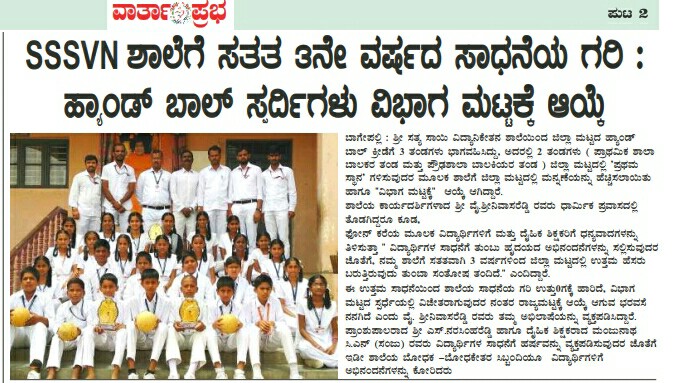 ವಾರ್ತಾಪ್ರಭ
ಪುಟ 2
SSSVN ಶಾಲೆಗೆ ಸತತ ೩ನೇ ವರ್ಷದ ಸಾಧನೆಯ ಗರಿ :
ಹ್ಯಾಂಡ್ ಬಾಲ್ ಸ್ಪರ್ದಿಗಳು ವಿಭಾಗ ಮಟ್ಟಕ್ಕೆ ಆಯ್ಕೆ
ಬಾಗೇಪಲ್ಲಿ : ಶ್ರೀ ಸತ್ಯ ಸಾಯಿ ವಿದ್ಯಾನಿಕೇತನ ಶಾಲೆಯಿಂದ ಜಿಲ್ಲಾ ಮಟ್ಟದ ಹ್ಯಾಂಡ್
ಬಾಲ್ ಕ್ರೀಡೆಗೆ 3 ತಂಡಗಳು ಭಾಗವಹಿಸಿದ್ದು, ಅದರಲ್ಲಿ 2 ತಂಡಗಳು ( ಪ್ರಾಥಮಿಕ ಶಾಲಾ
ಬಾಲಕರ ತಂಡ ಮತ್ತು ಪ್ರೌಢಶಾಲಾ ಬಾಲಕಿಯರ ತಂಡ ) ಜಿಲ್ಲಾ ಮಟ್ಟದಲ್ಲಿ "ಪ್ರಥಮ
ಸ್ಥಾನ" ಗಳಿಸುವುದರ ಮೂಲಕ ಶಾಲೆಗೆ ಜಿಲ್ಲಾ ಮಟ್ಟದಲ್ಲಿ ಮನ್ನಣೆಯನ್ನು ಹೆಚ್ಚಿಸಲಾಯಿತು
ಹಾಗೂ "ವಿಭಾಗ ಮಟ್ಟಕ್ಕೆ" ಆಯ್ಕೆ ಆಗಿದ್ದಾರೆ.
ಶಾಲೆಯ ಕಾರ್ಯದರ್ಶಿಗಳಾದ ಶ್ರೀ ವೈ.ಶ್ರೀನಿವಾಸರೆಡ್ಡಿ ರವರು ಧಾರ್ಮಿಕ ಪ್ರವಾಸದಲ್ಲಿ
ತೊಡಗಿದ್ದರೂ ಕೂಡ,
ಫೋನ್ ಕರೆಯ ಮೂಲಕ ವಿದ್ಯಾರ್ಥಿಗಳಿಗೆ ಮತ್ತು ದೈಹಿಕ ಶಿಕ್ಷಕರಿಗೆ ಧನ್ಯವಾದಗಳನ್ನು
ತಿಳಿಸುತ್ತಾ " ವಿದ್ಯಾರ್ಥಿಗಳ ಸಾಧನೆಗೆ ತುಂಬು ಹೃದಯದ ಅಭಿನಂದನೆಗಳನ್ನು ಸಲ್ಲಿಸುವುದರ
ಜೊತೆಗೆ, ನಮ್ಮ ಶಾಲೆಗೆ ಸತತವಾಗಿ 3 ವರ್ಷಗಳಿಂದ ಜಿಲ್ಲಾ ಮಟ್ಟದಲ್ಲಿ ಉತ್ತಮ ಹೆಸರು
ಬರುತ್ತಿರುವುದು ತುಂಬಾ ಸಂತೋಷ ತಂದಿದೆ." ಎಂದಿದ್ದಾರೆ.
ಈ ಉತ್ತಮ ಸಾಧನೆಯಿಂದ ಶಾಲೆಯ ಸಾಧನೆಯ ಗರಿ ಉತ್ತುಂಗಕ್ಕೆ ಹಾರಿದೆ, ವಿಭಾಗ
ಮಟ್ಟದ ಸ್ಪರ್ಧೆಯಲ್ಲಿ ವಿಜೇತರಾಗುವುದರ ನಂತರ ರಾಜ್ಯಮಟ್ಟಕ್ಕೆ ಆಯ್ಕೆ ಆಗುವ ಭರವಸೆ
ನನಗಿದೆ ಎಂದು ವೈ. ಶ್ರೀನಿವಾಸರೆಡ್ಡಿ ರವರು ತಮ್ಮ ಅಭಿಲಾಷೆಯನ್ನು ವ್ಯಕ್ತಪಡಿಸಿದ್ದಾರೆ.
ಪ್ರಾಂಶುಪಾಲರಾದ ಶ್ರೀ ಎಸ್.ನರಸಿಂಹರೆಡ್ಡಿ ಹಾಗೂ ದೈಹಿಕ ಶಿಕ್ಷಕರಾದ ಮಂಜುನಾಥ
ಸಿ.ಎನ್ (ಸಂಜು) ರವರು ವಿದ್ಯಾರ್ಥಿಗಳ ಸಾಧನೆಗೆ ಹರ್ಷವನ್ನು ವ್ಯಕ್ತಪಡಿಸುವುದರ ಜೊತೆಗೆ
ಇಡೀ ಶಾಲೆಯ ಬೋಧಕ -ಬೋಧಕೇತರ ಸಿಬ್ಬಂದಿಯೂ ವಿದ್ಯಾರ್ಥಿಗಳಿಗೆ
ಅಭಿನಂದನೆಗಳನ್ನು ಕೋರಿದರು